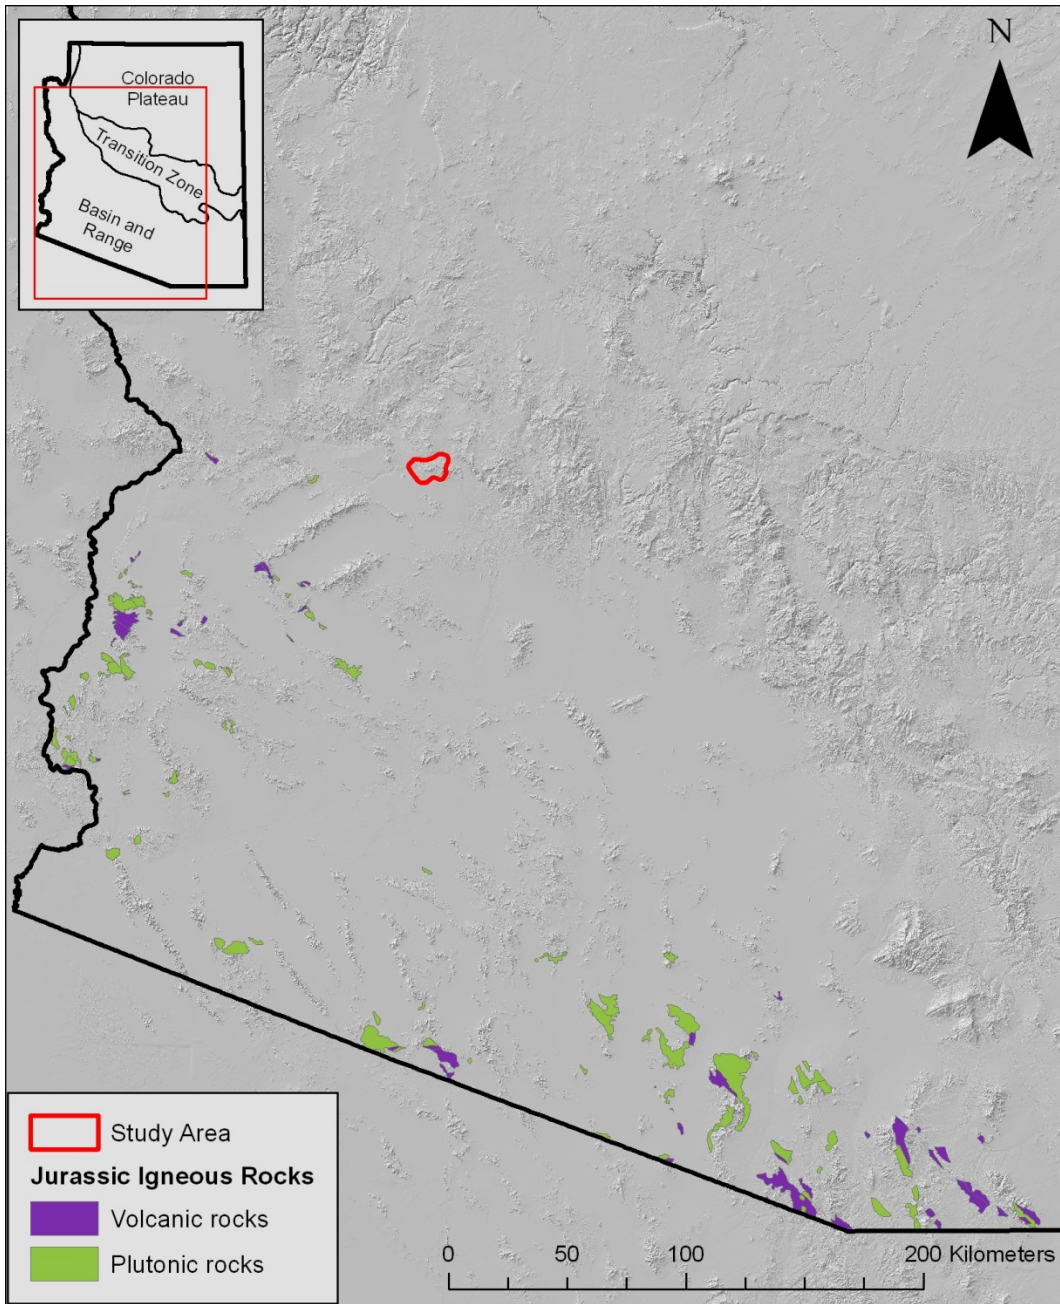 N
Colorado
Plateau
Transition Zone
Basin and
Range
Study Area
Jurassic Igneous Rocks
Volcanic rocks
Plutonic rocks
0 50 100 200 Kilometers